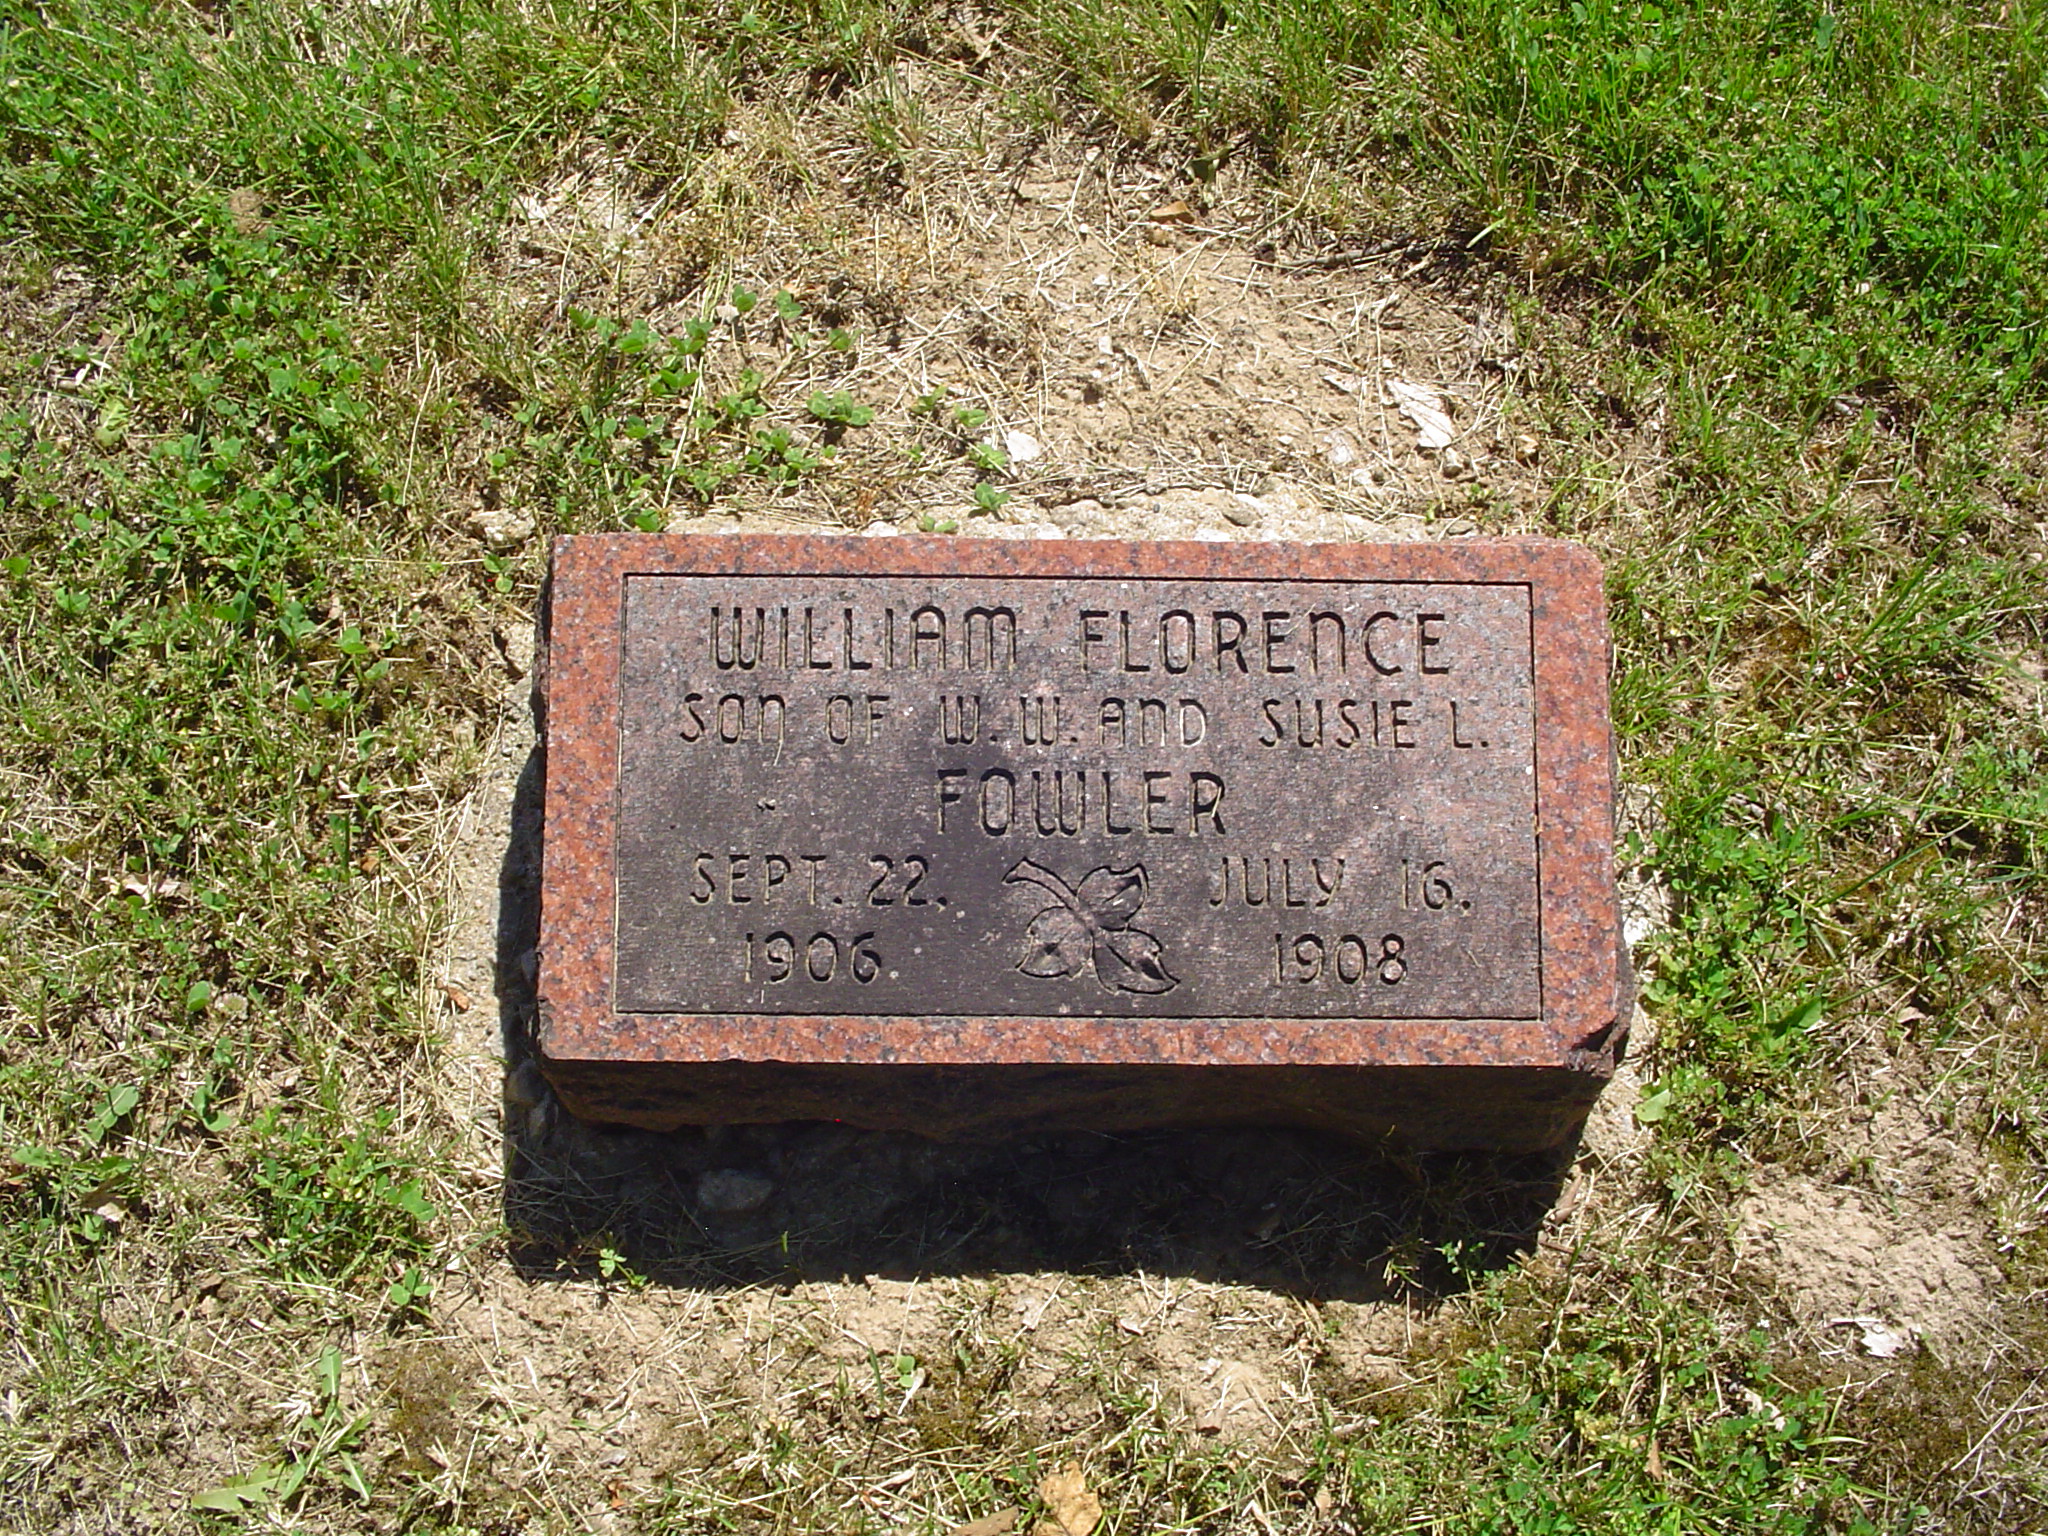 WILLIAM FLORENCE
SON OF W. W. AND SUSIE L.
FOWLER
SEPT. 22, JULY 16,
1906 1908